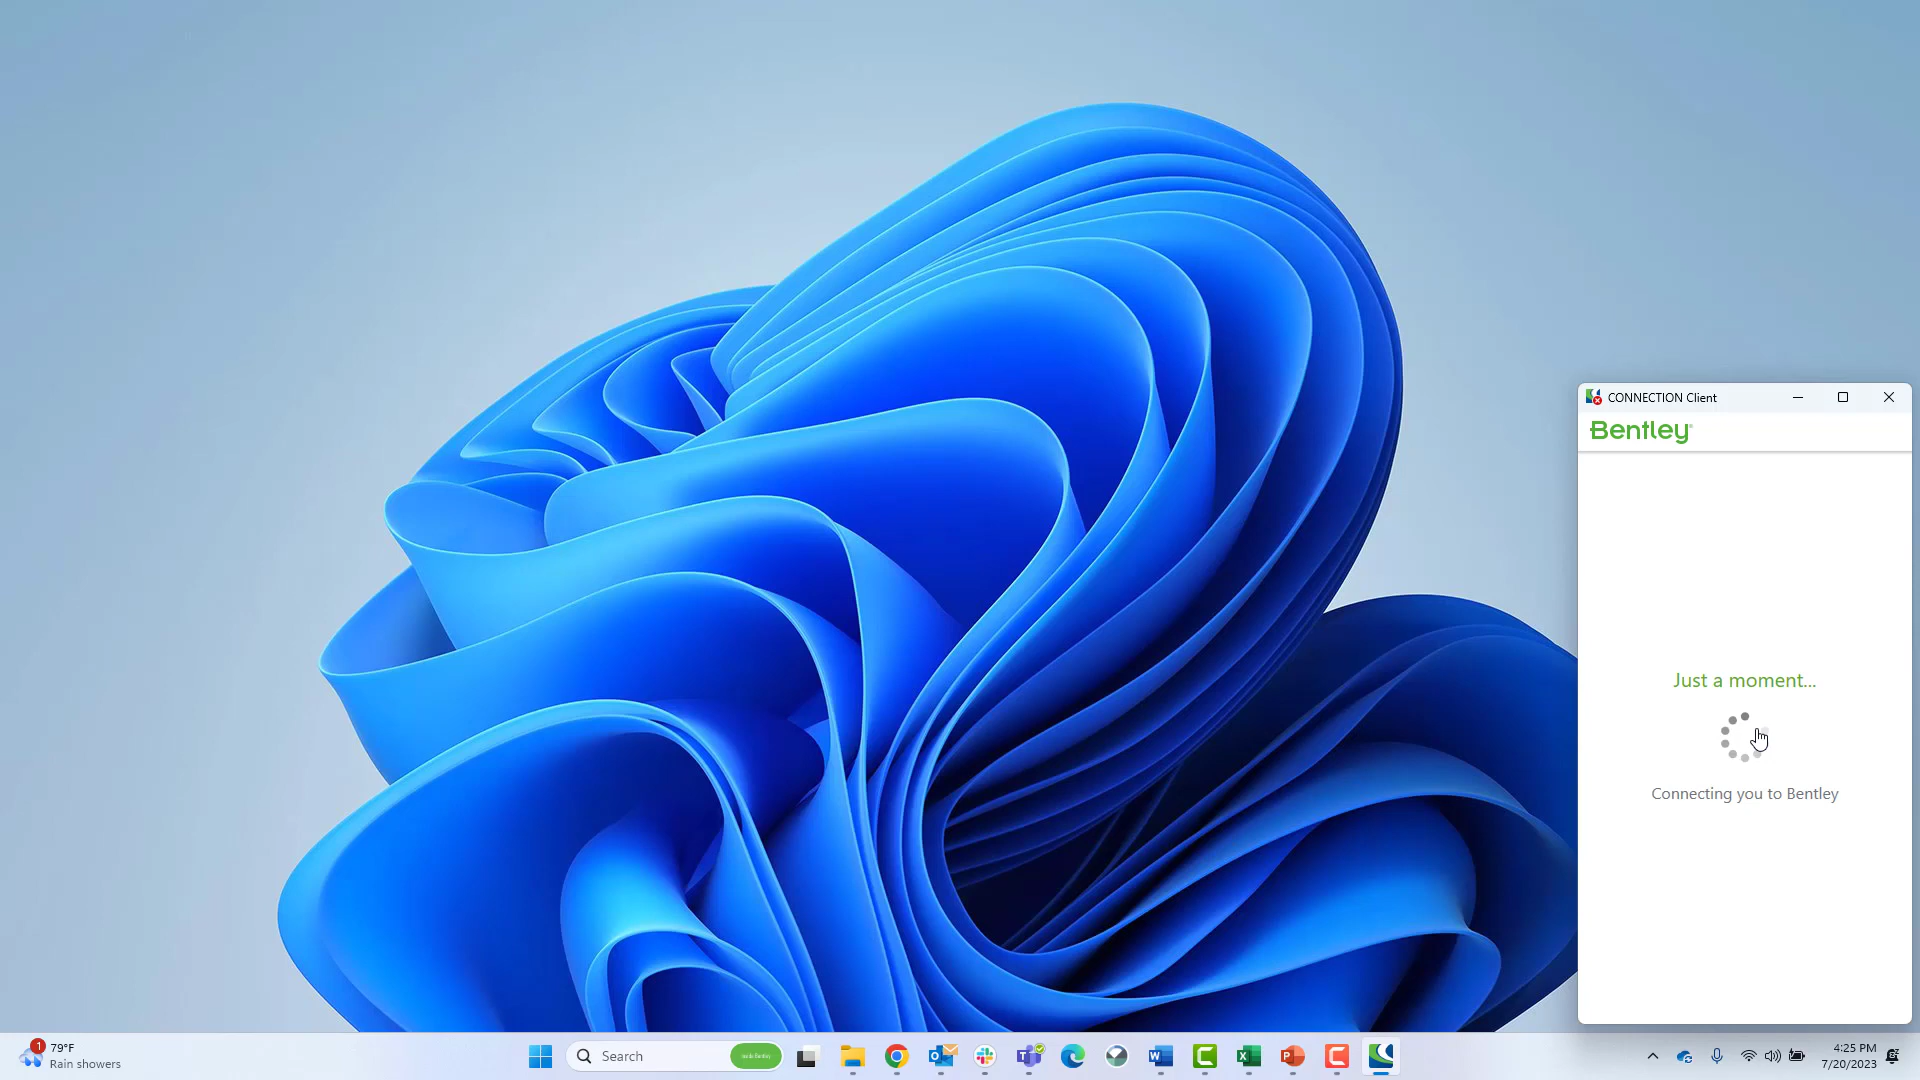 CONNECTION Client
Bentley
Just a moment...
Connecting you to Bentley
1
79°F
Rain showers
Search
4:25 PM
7/20/2023